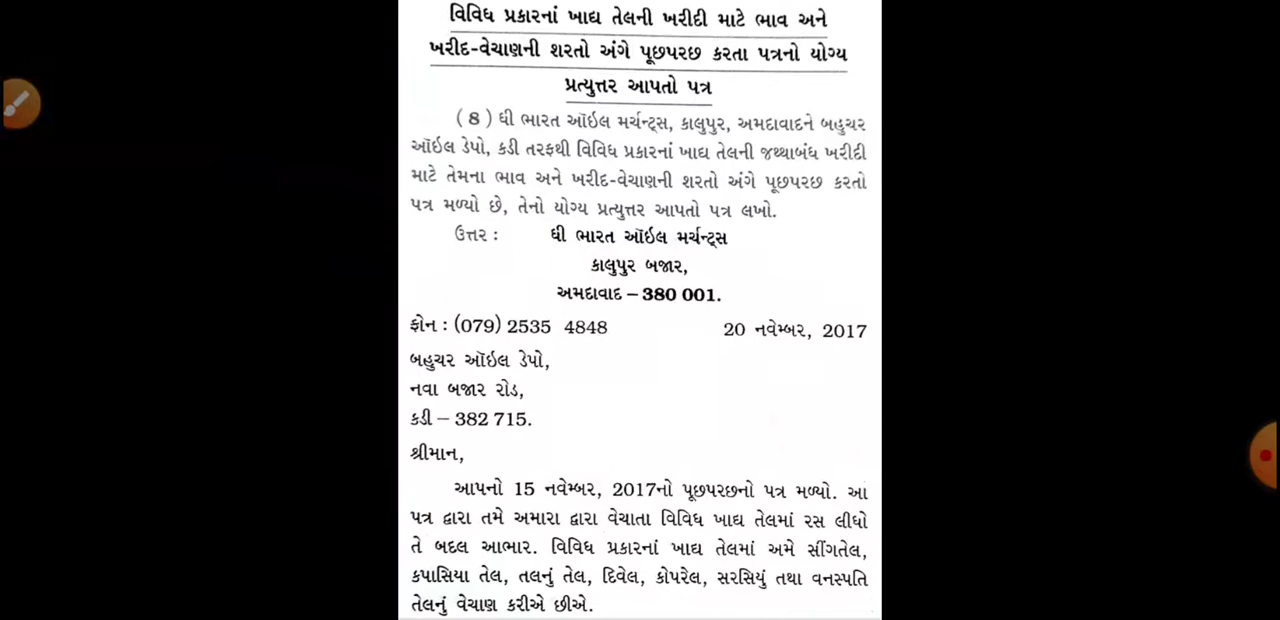 વિવિધ પ્રકારનાં ખાદ્ય તેલની ખરીદી માટે ભાવ અને
ખરીદ-વેચાણની શરતો અંગે પૂછપરછ કરતા પત્રનો યોગ્ય
પ્રત્યુત્તર આપતો પત્ર
( 8 ) ધી ભારત ઑઇલ મર્ચન્ટ્સ, કાલુપુર, અમદાવાદને બહુચર
ઑઇલ ડેપો, કડી તરફથી વિવિધ પ્રકારનાં ખાદ્ય તેલની જથ્થાબંધ ખરીદી
માટે તેમના ભાવ અને ખરીદ-વેચાણની શરતો અંગે પૂછપરછ કરતો
પત્ર મળ્યો છે, તેનો યોગ્ય પ્રત્યુત્તર આપતો પત્ર લખો.
ઉત્તર : ધી ભારત ઑઇલ મર્ચન્ટ્સ
કાલુપુર બજાર,
અમદાવાદ – 380 001.
ફોન : (079) 2535 4848 20 નવેમ્બર, 2017
બહુચર ઑઇલ ડેપો,
નવા બજાર રોડ,
કડી – 382 715.
શ્રીમાન,
આપનો 15 નવેમ્બર, 2017નો પૂછપરછનો પત્ર મળ્યો. આ
પત્ર દ્વારા તમે અમારા દ્વારા વેચાતા વિવિધ ખાદ્ય તેલમાં રસ લીધો
તે બદલ આભાર. વિવિધ પ્રકારનાં ખાદ્ય તેલમાં અમે સીંગતેલ,
કપાસિયા તેલ, તલનું તેલ, દિવેલ, કોપરેલ, સરસિયું તથા વનસ્પતિ
તેલનું વેચાણ કરીએ છીએ.